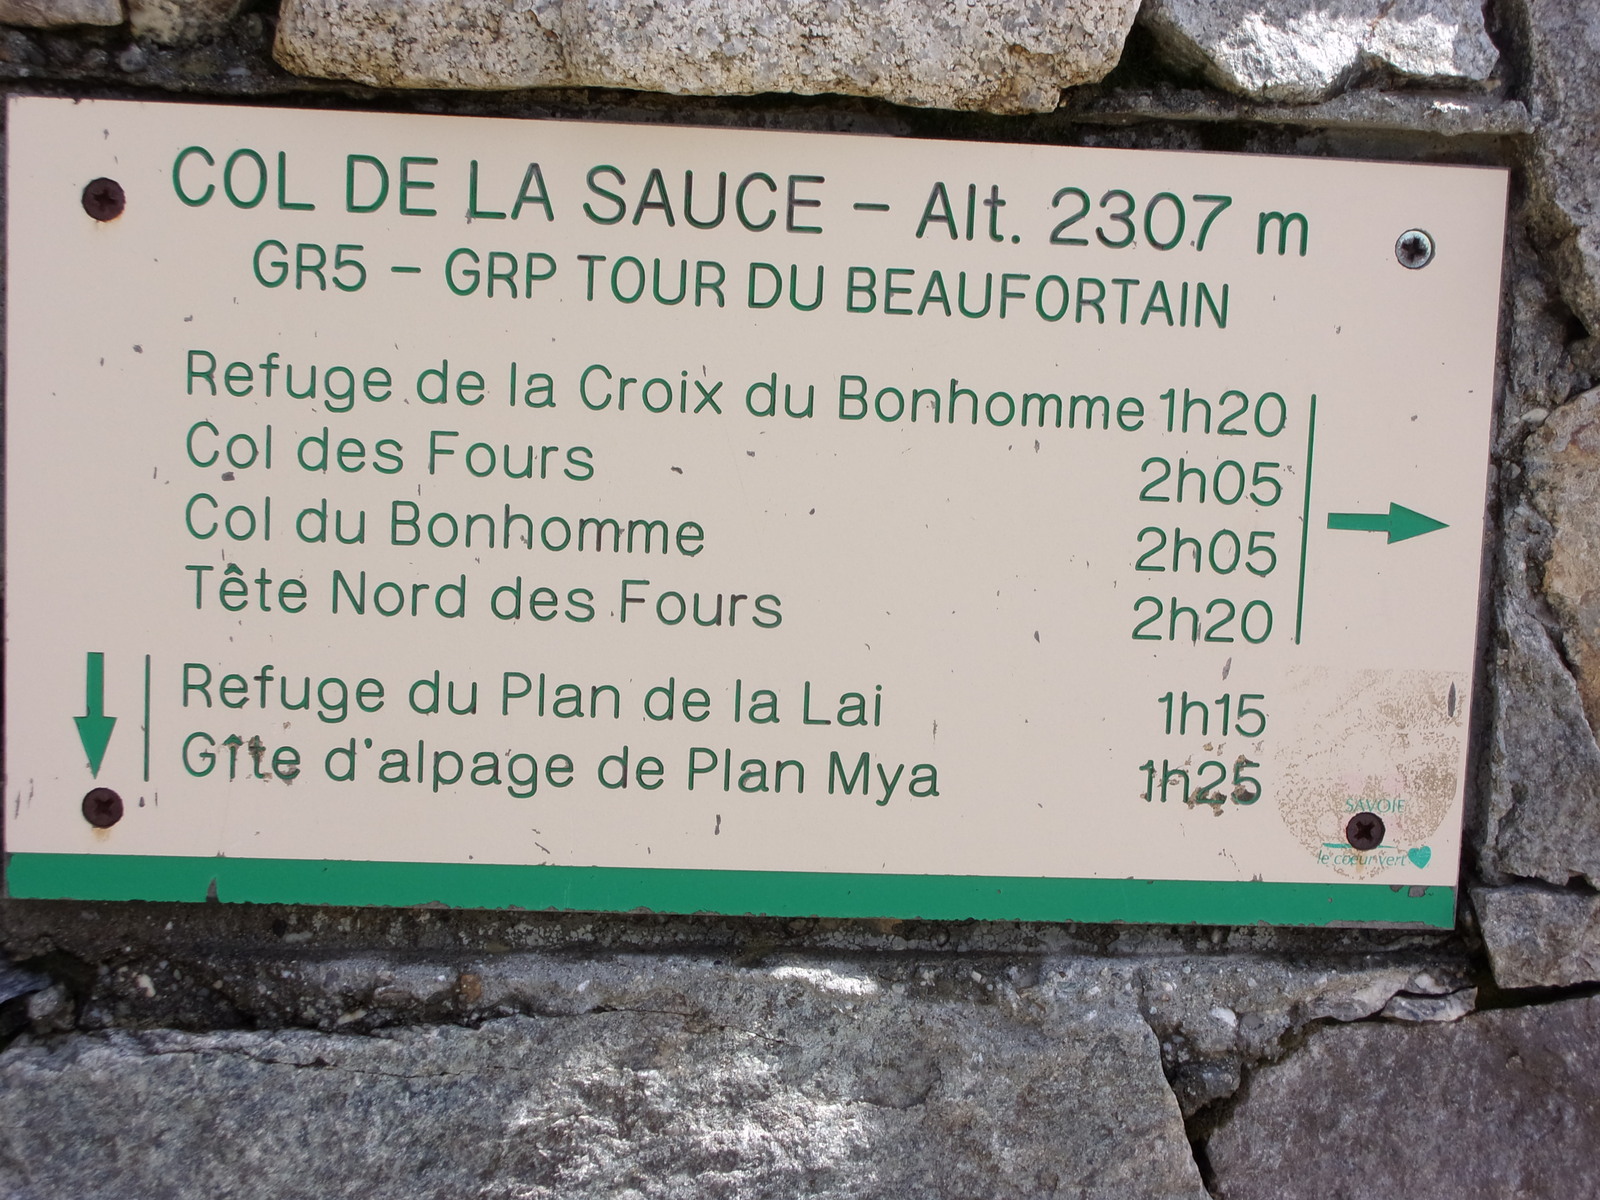 COL DE LA SAUCE – Alt. 2307 m
GR5 – GRP TOUR DU BEAUFORTAIN
Refuge de la Croix du Bonhomme 1h20
Col des Fours 2h05
Col du Bonhomme 2h05
Tête Nord des Fours 2h20
Refuge du Plan de la Lai 1h15
Gîte d'alpage de Plan Mya 1h25
SAVOIE
le coeur vert